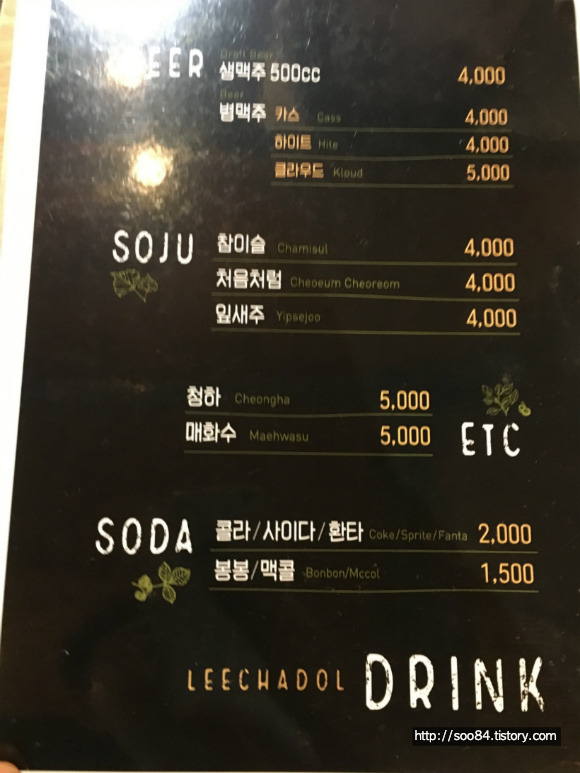 Draft Beer
BEER 생맥주 500cc 4,000
Beer
병맥주 카스 Cass 4,000
하이트 Hite 4,000
클라우드 Kloud 5,000
SOJU 참이슬 Chamisul 4,000
처음처럼 Cheoeum Cheoreom 4,000
잎새주 Yipsejoo 4,000
청하 Cheongha 5,000
매화수 Maehwasu 5,000
ETC
SODA 콜라/사이다/환타 Coke/Sprite/Fanta 2,000
봉봉/맥콜 Bonbon/Mccol 1,500
LEECHADOL DRINK
http://soo84.tistory.com